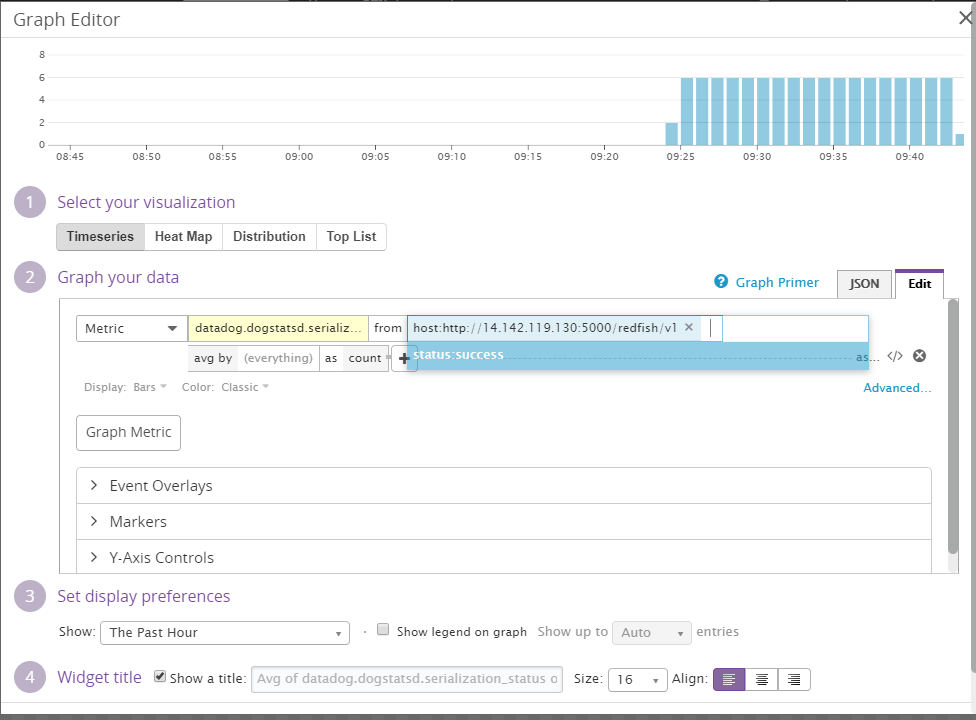 Graph Editor
8
6
4
2
0
08:45 08:50 08:55 09:00 09:05 09:10 09:15 09:20 09:25 09:30 09:35 09:40
1 Select your visualization
Timeseries Heat Map Distribution Top List
2 Graph your data
? Graph Primer JSON Edit
Metric datadog.dogstatsd.serializ... from host:http://14.142.119.130:5000/redfish/v1 ×
avg by (everything) as count + status:success as... </>
Display: Bars Color: Classic Advanced...
Graph Metric
Event Overlays
Markers
Y-Axis Controls
3 Set display preferences
Show: The Past Hour Show legend on graph Show up to Auto entries
4 Widget title Show a title: Avg of datadog.dogstatsd.serialization_status o Size: 16 Align: